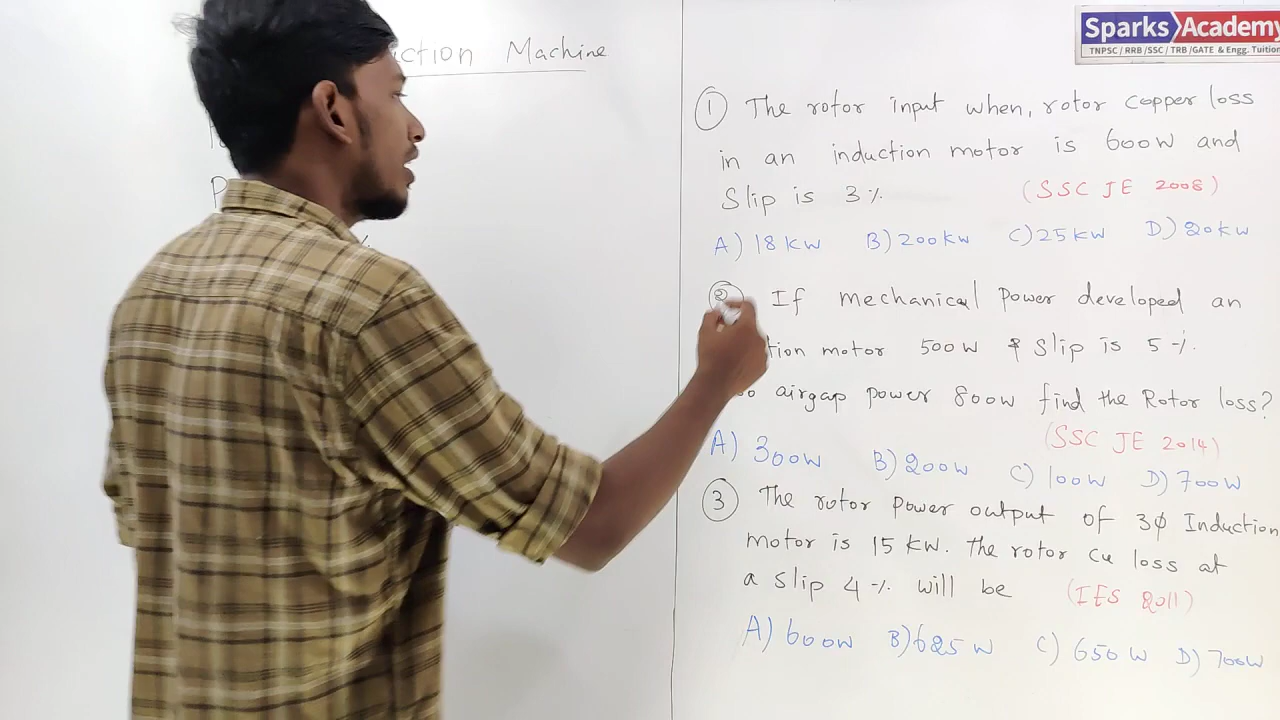 ction Machine
P
Sparks Academy
TNPSC / RRB / SSC / TRB / GATE & Engg. Tuition
① The rotor input when, rotor copper loss
in an induction motor is 600W and
Slip is 3%. (SSC JE 2008)
A) 18 KW B) 200 KW C) 25 KW D) 20 KW
② If mechanical Power developed an
tion motor 500W & Slip is 5%.
airgap power 800W find the Rotor loss?
(SSC JE 2014)
A) 300W B) 200W C) 100W D) 700W
③ The rotor Power output of 3φ Induction
motor is 15 KW. The rotor cu loss at
a slip 4% will be (IES 2011)
A) 600W B) 625 W C) 650 W D) 700W